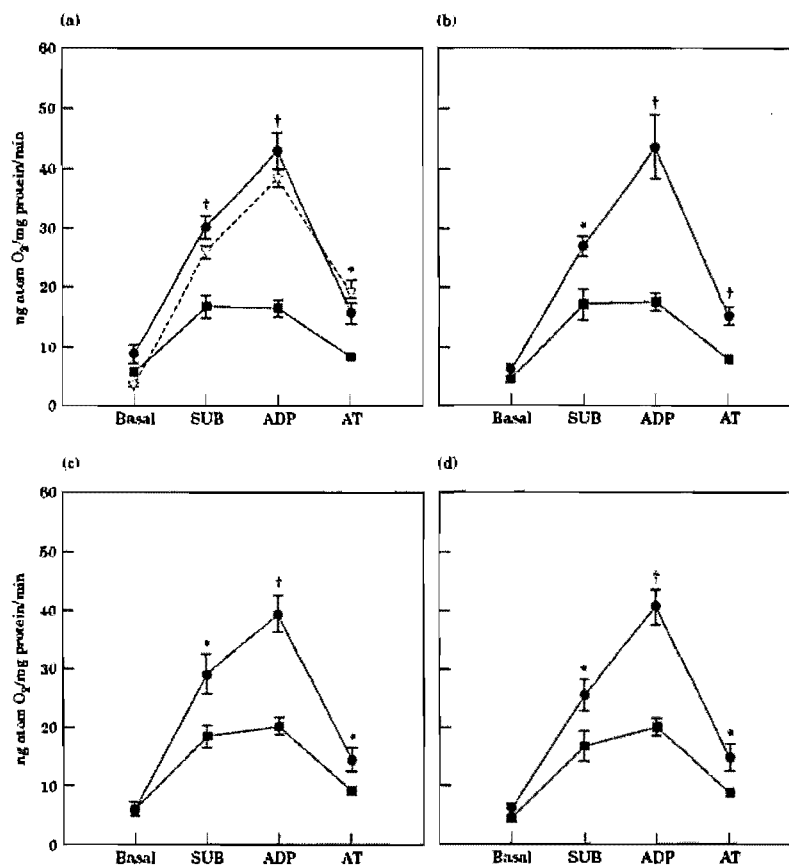 (a)
60
50
40
30
20
10
0
ng atom O2/mg protein/min
†
†
*
Basal SUB ADP AT
(b)
*
†
†
Basal SUB ADP AT
(c)
60
50
40
30
20
10
0
ng atom O2/mg protein/min
*
†
*
Basal SUB ADP AT
(d)
*
†
*
Basal SUB ADP AT